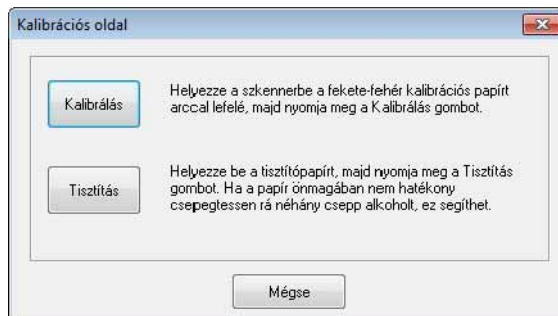 Kalibrációs oldal
Kalibrálás
Helyezze a szkennerbe a fekete-fehér kalibrációs papírt
arccal lefelé, majd nyomja meg a Kalibrálás gombot.
Tisztítás
Helyezze be a tisztítópapírt, majd nyomja meg a Tisztítás
gombot. Ha a papír önmagában nem hatékony
csepegtessen rá néhány csepp alkoholt, ez segíthet.
Mégse